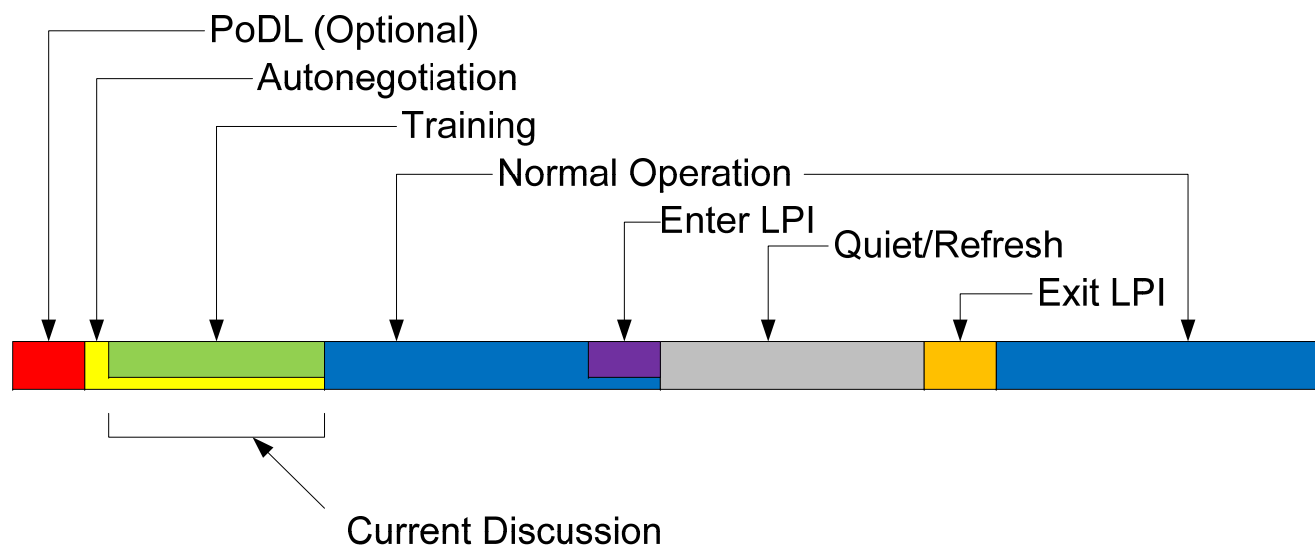 PoDL (Optional)
Autonegotiation
Training
Normal Operation
Enter LPI
Quiet/Refresh
Exit LPI
Current Discussion